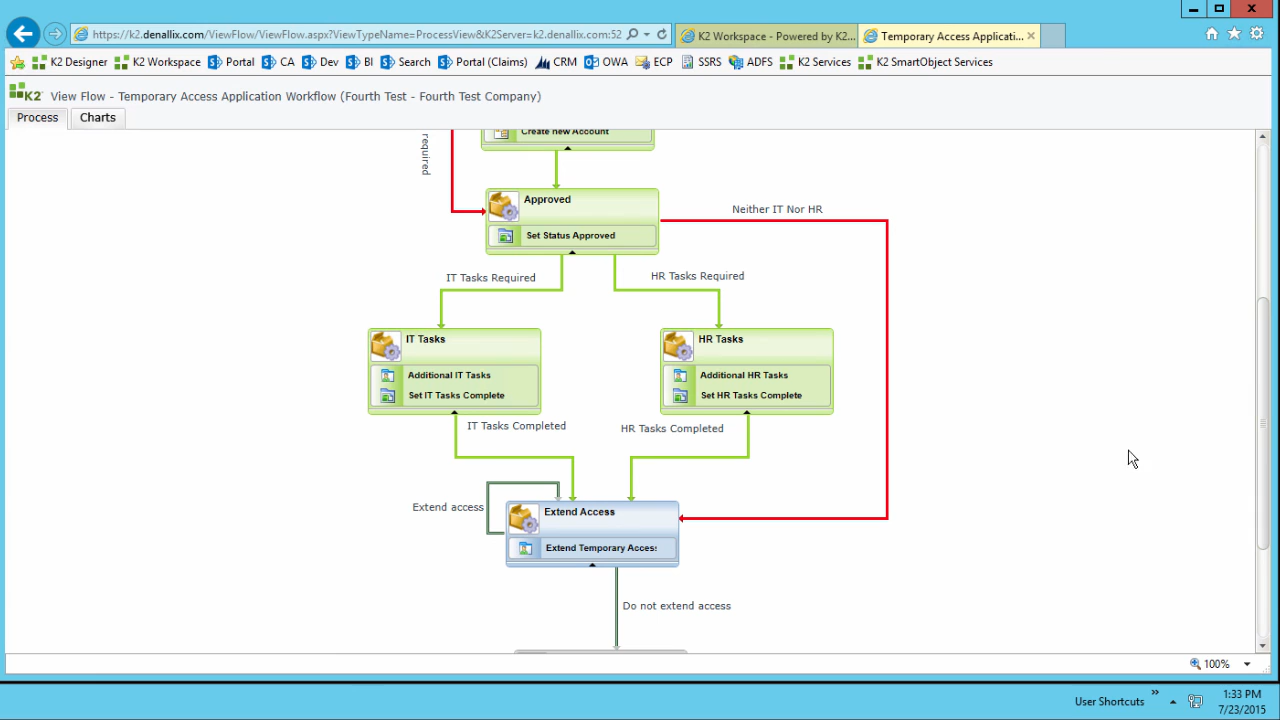 https://k2.denallix.com/ViewFlow/ViewFlow.aspx?ViewTypeName=ProcessView&K2Server=k2.denallix.com:52
K2 Workspace - Powered by K2...
Temporary Access Applicati...
K2 Designer
K2 Workspace
Portal
CA
Dev
BI
Search
Portal (Claims)
CRM
OWA
ECP
SSRS
ADFS
K2 Services
K2 SmartObject Services
K2 View Flow - Temporary Access Application Workflow (Fourth Test - Fourth Test Company)
Process
Charts
required
Create new Account
Approved
Set Status Approved
Neither IT Nor HR
IT Tasks Required
HR Tasks Required
IT Tasks
Additional IT Tasks
Set IT Tasks Complete
HR Tasks
Additional HR Tasks
Set HR Tasks Complete
IT Tasks Completed
HR Tasks Completed
Extend access
Extend Access
Extend Temporary Access
Do not extend access
100%
User Shortcuts
1:33 PM
7/23/2015